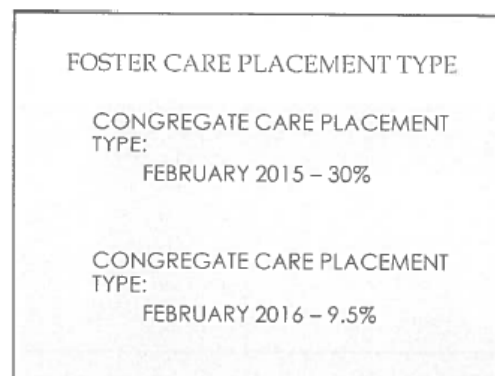 FOSTER CARE PLACEMENT TYPE
CONGREGATE CARE PLACEMENT
TYPE:
FEBRUARY 2015 – 30%
CONGREGATE CARE PLACEMENT
TYPE:
FEBRUARY 2016 – 9.5%